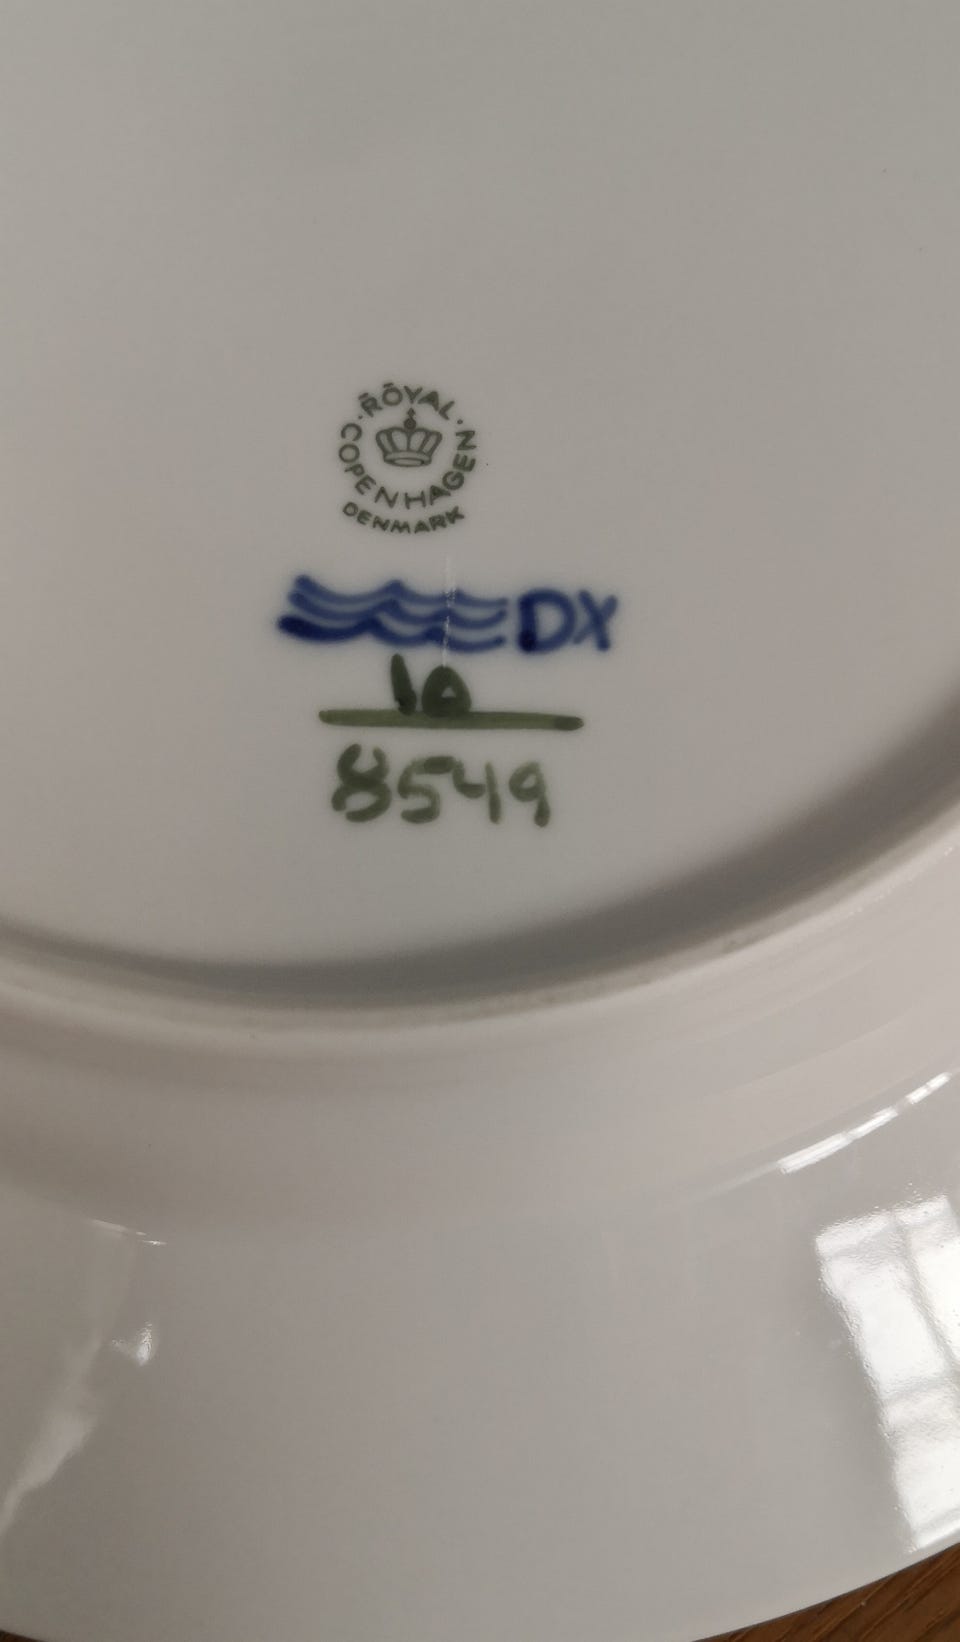 ROYAL
COPENHAGEN
DENMARK
DX
10
8549